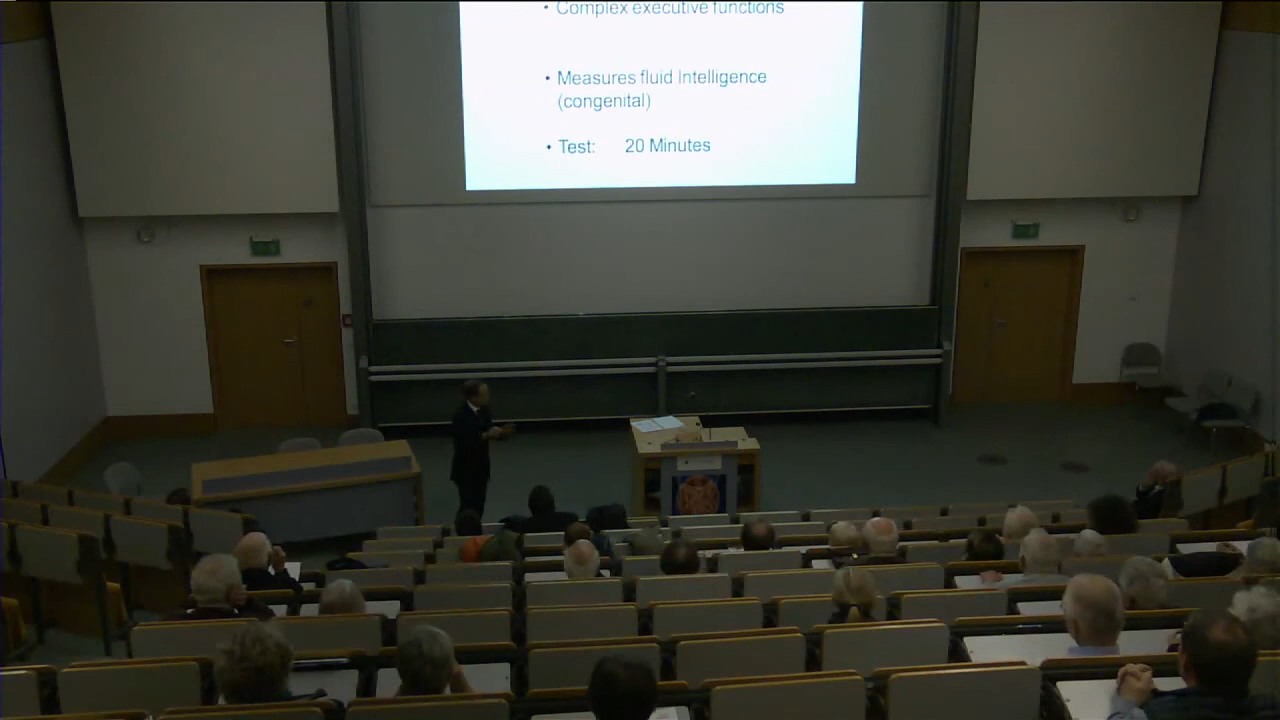 • Complex executive functions
• Measures fluid Intelligence
(congenital)
• Test: 20 Minutes